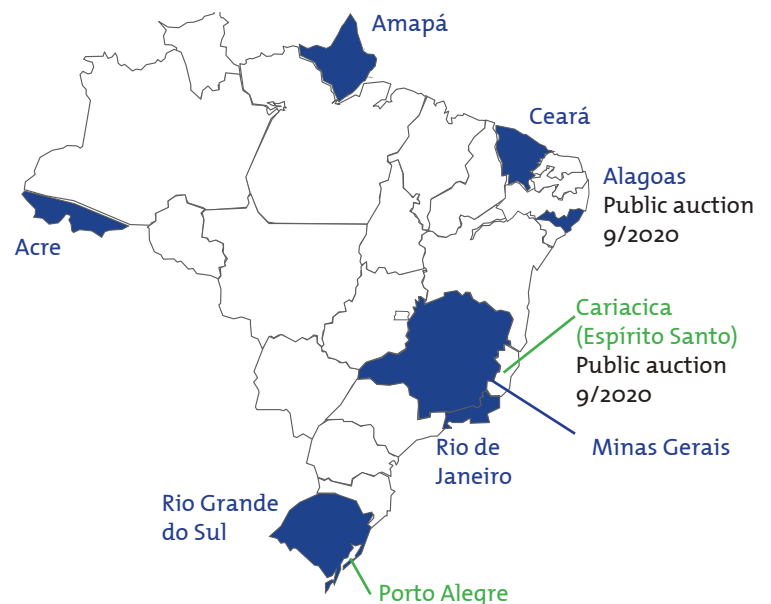 Amapá
Ceará
Alagoas
Public auction
9/2020
Acre
Cariacica
(Espírito Santo)
Public auction
9/2020
Minas Gerais
Rio de
Janeiro
Rio Grande
do Sul
Porto Alegre